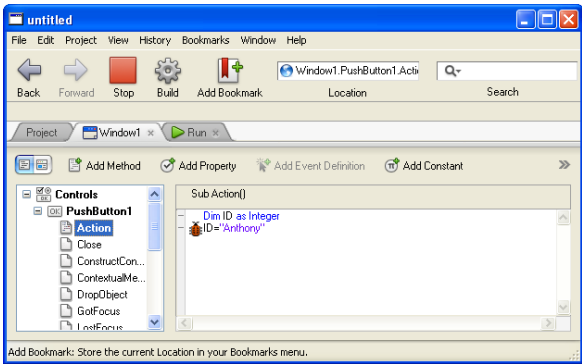 untitled
File Edit Project View History Bookmarks Window Help
Window1.PushButton1.Actio
Back Forward Stop Build Add Bookmark Location Search
Project Window1 × Run ×
Add Method Add Property Add Event Definition Add Constant »
Controls
OK PushButton1
Action
Close
ConstructCon...
ContextualMe...
DropObject
GotFocus
LostFocus
Sub Action()
Dim ID as Integer
ID="Anthony"
Add Bookmark: Store the current Location in your Bookmarks menu.